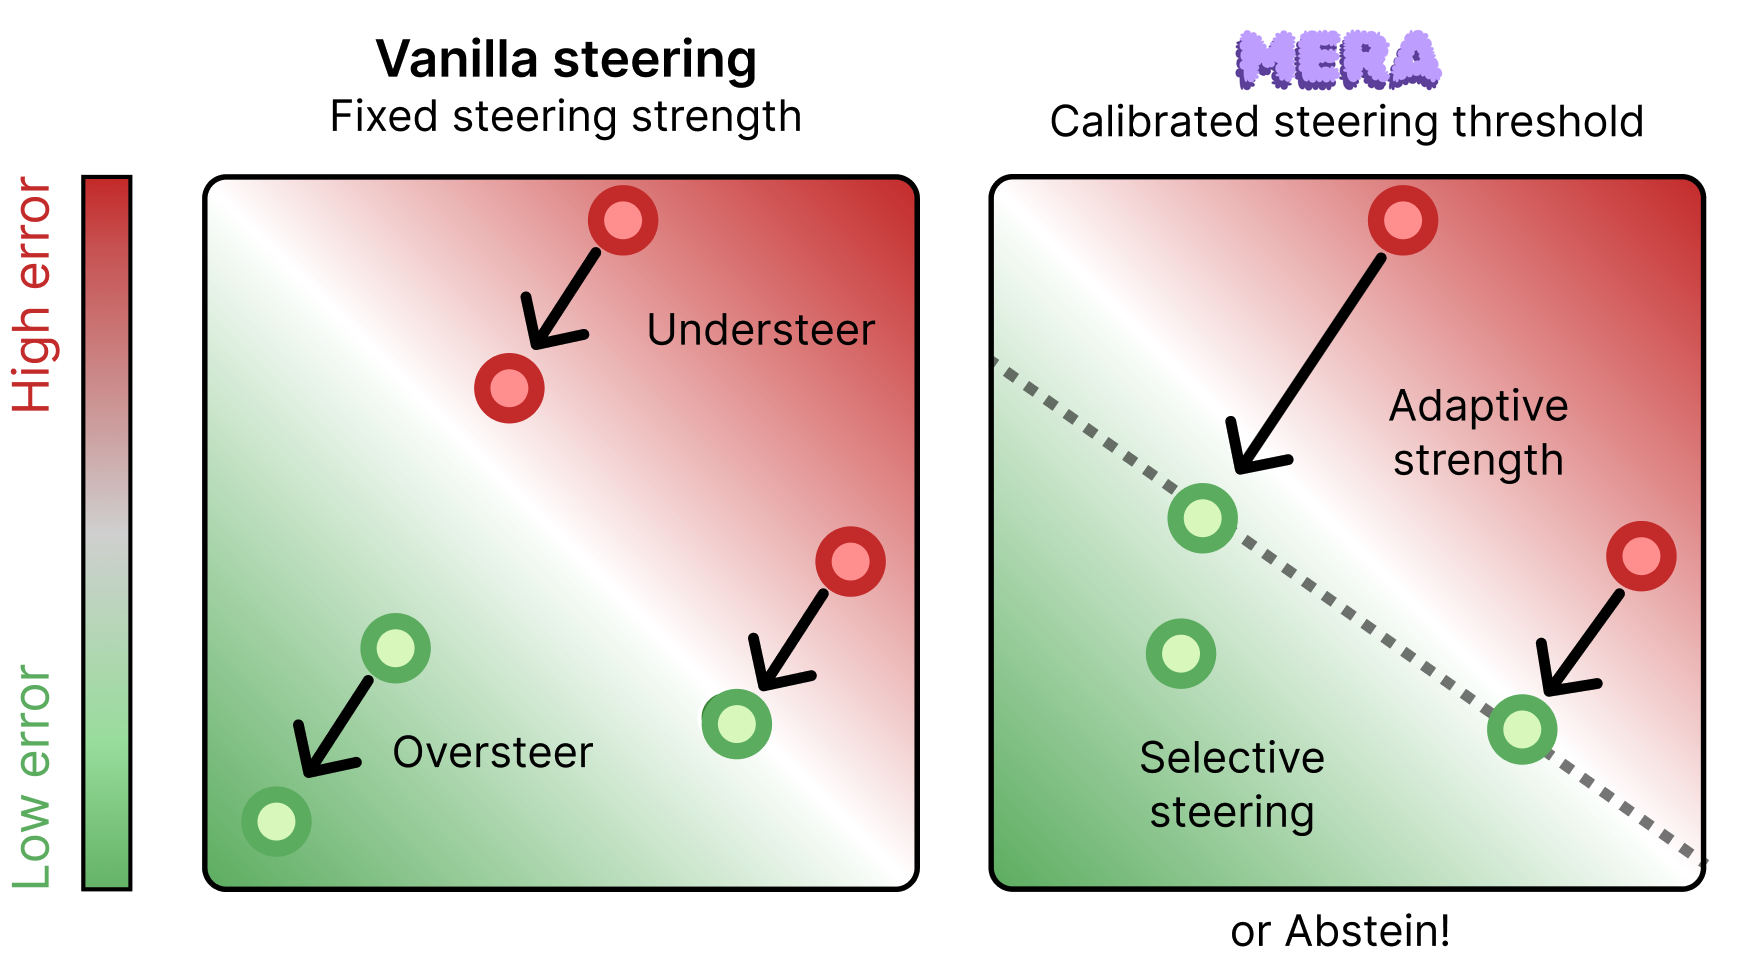 Vanilla steering
Fixed steering strength
MERA
Calibrated steering threshold
High error
Low error
Understeer
Oversteer
Adaptive
strength
Selective
steering
or Abstein!